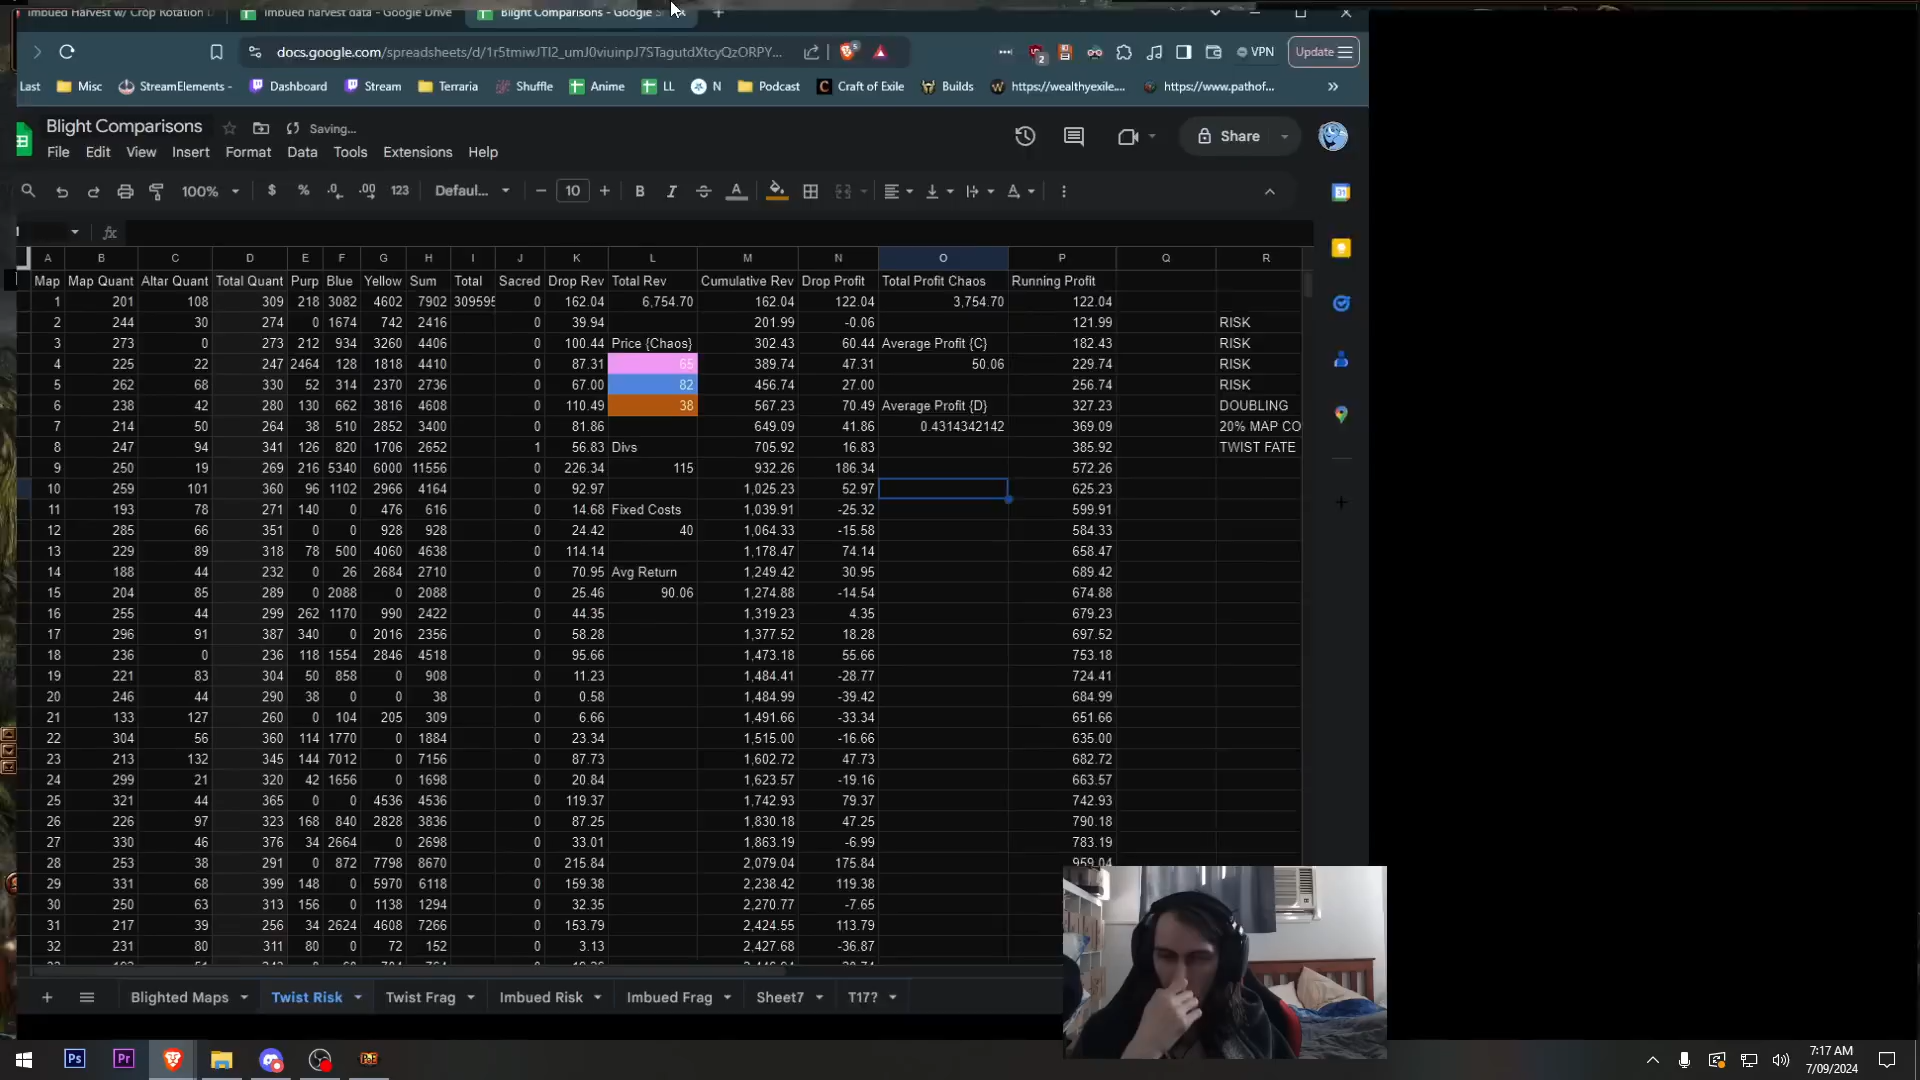 Imbued Harvest w/ Crop Rotation
Imbued harvest data - Google Drive
Blight Comparisons - Google S
docs.google.com/spreadsheets/d/1r5tmiwJTI2_umJ0viuinpJ7STagutdXtcyQzORPY...
2
5
VPN
Update
Last
Misc
StreamElements -
Dashboard
Stream
Terraria
Shuffle
Anime
LL
N
Podcast
Craft of Exile
Builds
https://wealthyexile....
https://www.pathof...
Blight Comparisons
Saving...
Share
File Edit View Insert Format Data Tools Extensions Help
100% $ % .0 .00 123 Defaul... 10 B I A
fx
A B C D E F G H I J K L M N O P Q R
Map Map Quant Altar Quant Total Quant Purp Blue Yellow Sum Total Sacred Drop Rev Total Rev Cumulative Rev Drop Profit Total Profit Chaos Running Profit
1 201 108 309 218 3082 4602 7902 309595 0 162.04 6,754.70 162.04 122.04 3,754.70 122.04
2 244 30 274 0 1674 742 2416 0 39.94 201.99 -0.06 121.99 RISK
3 273 0 273 212 934 3260 4406 0 100.44 Price {Chaos} 302.43 60.44 Average Profit {C} 182.43 RISK
4 225 22 247 2464 128 1818 4410 0 87.31 65 389.74 47.31 50.06 229.74 RISK
5 262 68 330 52 314 2370 2736 0 67.00 82 456.74 27.00 256.74 RISK
6 238 42 280 130 662 3816 4608 0 110.49 38 567.23 70.49 Average Profit {D} 327.23 DOUBLING
7 214 50 264 38 510 2852 3400 0 81.86 649.09 41.86 0.4314342142 369.09 20% MAP CO
8 247 94 341 126 820 1706 2652 1 56.83 Divs 705.92 16.83 385.92 TWIST FATE
9 250 19 269 216 5340 6000 11556 0 226.34 115 932.26 186.34 572.26
10 259 101 360 96 1102 2966 4164 0 92.97 1,025.23 52.97 625.23
11 193 78 271 140 0 476 616 0 14.68 Fixed Costs 1,039.91 -25.32 599.91
12 285 66 351 0 0 928 928 0 24.42 40 1,064.33 -15.58 584.33
13 229 89 318 78 500 4060 4638 0 114.14 1,178.47 74.14 658.47
14 188 44 232 0 26 2684 2710 0 70.95 Avg Return 1,249.42 30.95 689.42
15 204 85 289 0 2088 0 2088 0 25.46 90.06 1,274.88 -14.54 674.88
16 255 44 299 262 1170 990 2422 0 44.35 1,319.23 4.35 679.23
17 296 91 387 340 0 2016 2356 0 58.28 1,377.52 18.28 697.52
18 236 0 236 118 1554 2846 4518 0 95.66 1,473.18 55.66 753.18
19 221 83 304 50 858 0 908 0 11.23 1,484.41 -28.77 724.41
20 246 44 290 38 0 0 38 0 0.58 1,484.99 -39.42 684.99
21 133 127 260 0 104 205 309 0 6.66 1,491.66 -33.34 651.66
22 304 56 360 114 1770 0 1884 0 23.34 1,515.00 -16.66 635.00
23 213 132 345 144 7012 0 7156 0 87.73 1,602.72 47.73 682.72
24 299 21 320 42 1656 0 1698 0 20.84 1,623.57 -19.16 663.57
25 321 44 365 0 0 4536 4536 0 119.37 1,742.93 79.37 742.93
26 226 97 323 168 840 2828 3836 0 87.25 1,830.18 47.25 790.18
27 330 46 376 34 2664 0 2698 0 33.01 1,863.19 -6.99 783.19
28 253 38 291 0 872 7798 8670 0 215.84 2,079.04 175.84 959.04
29 331 68 399 148 0 5970 6118 0 159.38 2,238.42 119.38
30 250 63 313 156 0 1138 1294 0 32.35 2,270.77 -7.65
31 217 39 256 34 2624 4608 7266 0 153.79 2,424.55 113.79
32 231 80 311 80 0 72 152 0 3.13 2,427.68 -36.87
Blighted Maps Twist Risk Twist Frag Imbued Risk Imbued Frag Sheet7 T17?
Ps
Pr
PoE
7:17 AM
7/09/2024